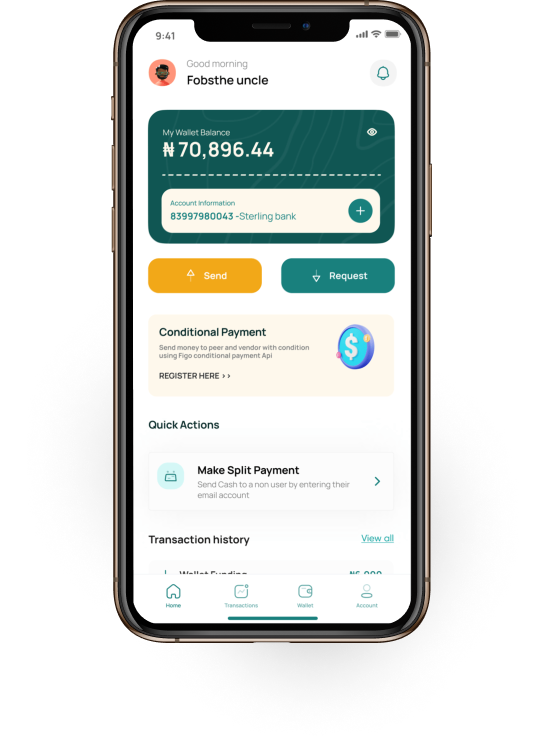 9:41
Good morning
Fobsthe uncle
My Wallet Balance
₦ 70,896.44
Account Information
83997980043 -Sterling bank
Send
Request
Conditional Payment
Send money to peer and vendor with condition
using Figo conditional payment Api
REGISTER HERE >>
Quick Actions
Make Split Payment
Send Cash to a non user by entering their
email account
Transaction history
View all
Wallet Funding
Home
Transactions
Wallet
Account